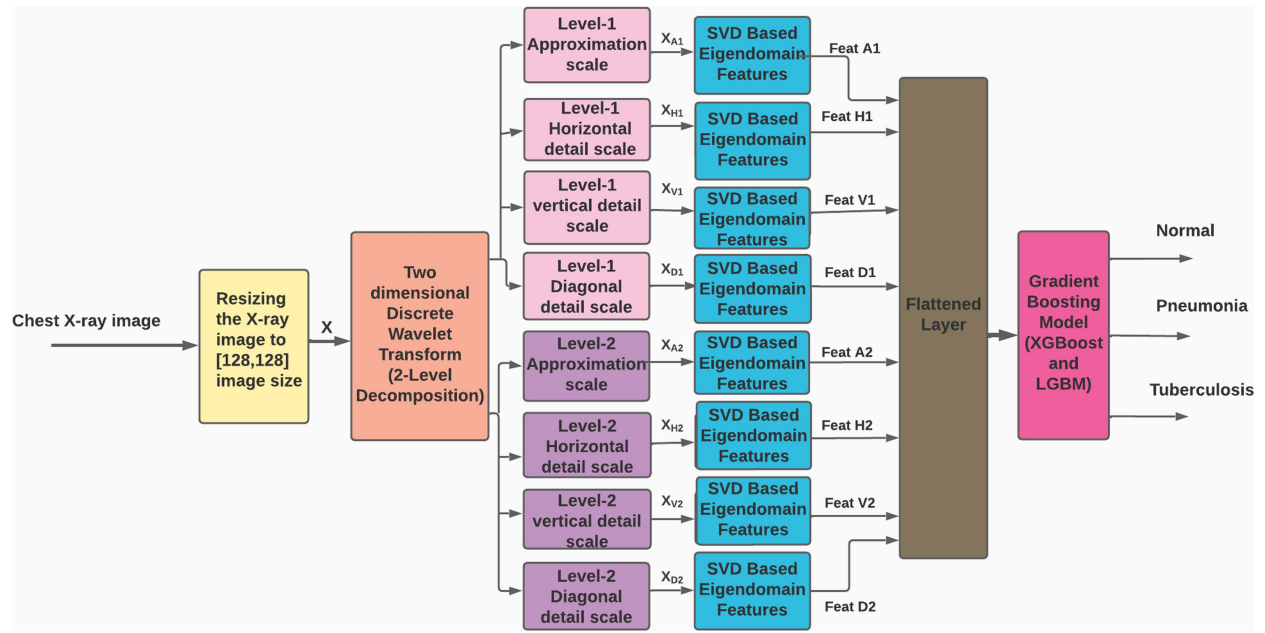 Chest X-ray image
Resizing
the X-ray
image to
[128,128]
image size
X
Two
dimensional
Discrete
Wavelet
Transform
(2-Level
Decomposition)
Level-1
Approximation
scale
XA1
SVD Based
Eigendomain
Features
Feat A1
Level-1
Horizontal
detail scale
XH1
SVD Based
Eigendomain
Features
Feat H1
Level-1
vertical detail
scale
XV1
SVD Based
Eigendomain
Features
Feat V1
Level-1
Diagonal
detail scale
XD1
SVD Based
Eigendomain
Features
Feat D1
Level-2
Approximation
scale
XA2
SVD Based
Eigendomain
Features
Feat A2
Level-2
Horizontal
detail scale
XH2
SVD Based
Eigendomain
Features
Feat H2
Level-2
vertical detail
scale
XV2
SVD Based
Eigendomain
Features
Feat V2
Level-2
Diagonal
detail scale
XD2
SVD Based
Eigendomain
Features
Feat D2
Flattened
Layer
Gradient
Boosting
Model
(XGBoost
and
LGBM)
Normal
Pneumonia
Tuberculosis